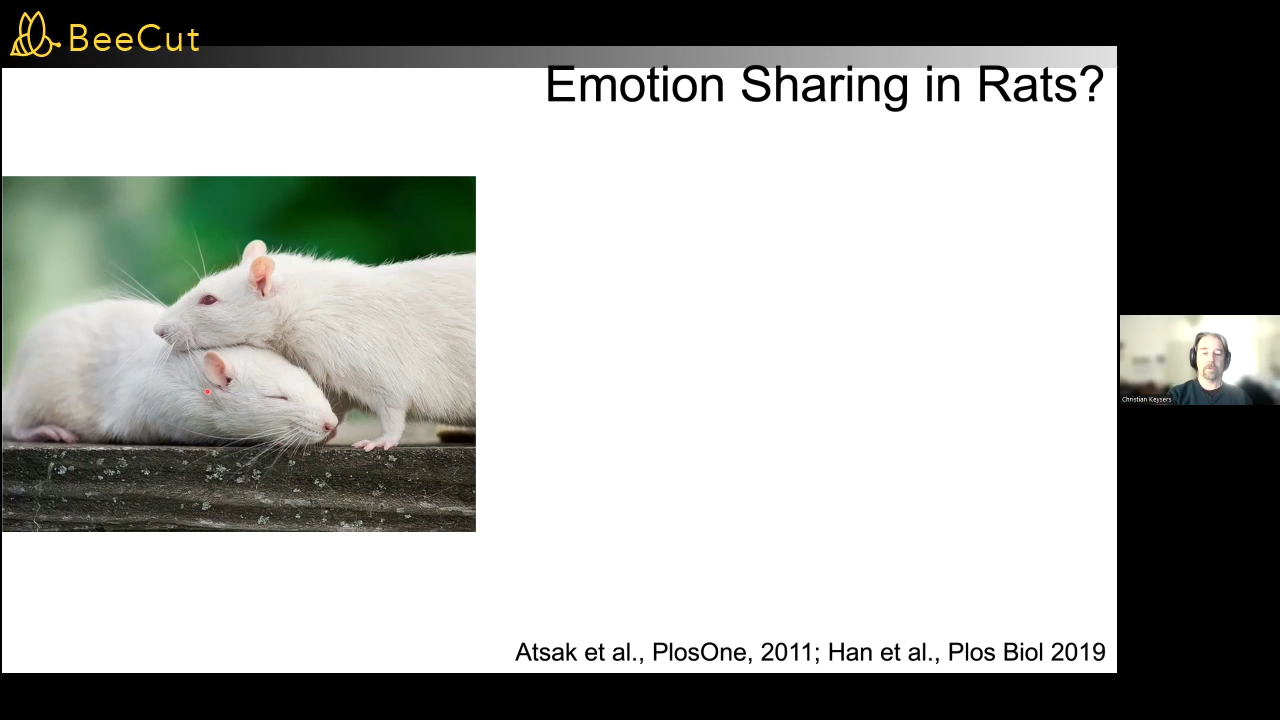 BeeCut
Emotion Sharing in Rats?
Christian Keysers
Atsak et al., PlosOne, 2011; Han et al., Plos Biol 2019